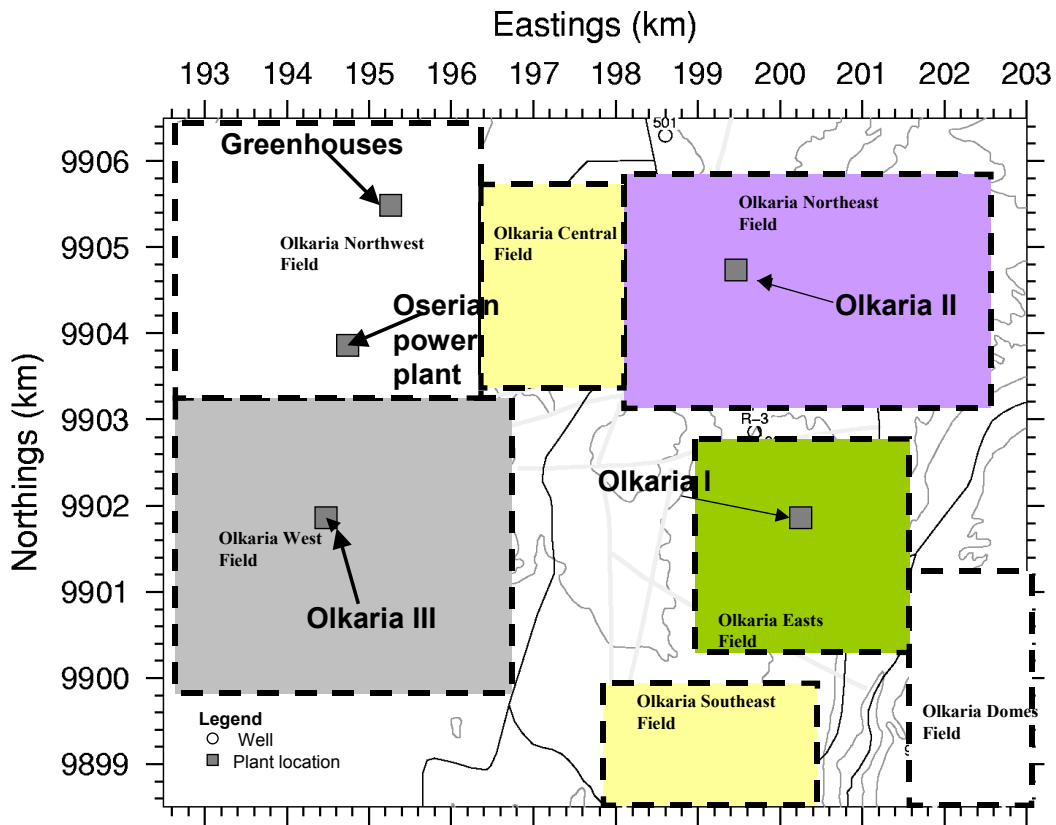 Eastings (km)
193 194 195 196 197 198 199 200 201 202 203
Northings (km)
9906
9905
9904
9903
9902
9901
9900
9899
501
Greenhouses
Olkaria Northwest
Field
Oserian
power
plant
Olkaria Central
Field
Olkaria Northeast
Field
Olkaria II
R-3
Olkaria I
Olkaria West
Field
Olkaria III
Olkaria Easts
Field
Olkaria Southeast
Field
Olkaria Domes
Field
Legend
Well
Plant location